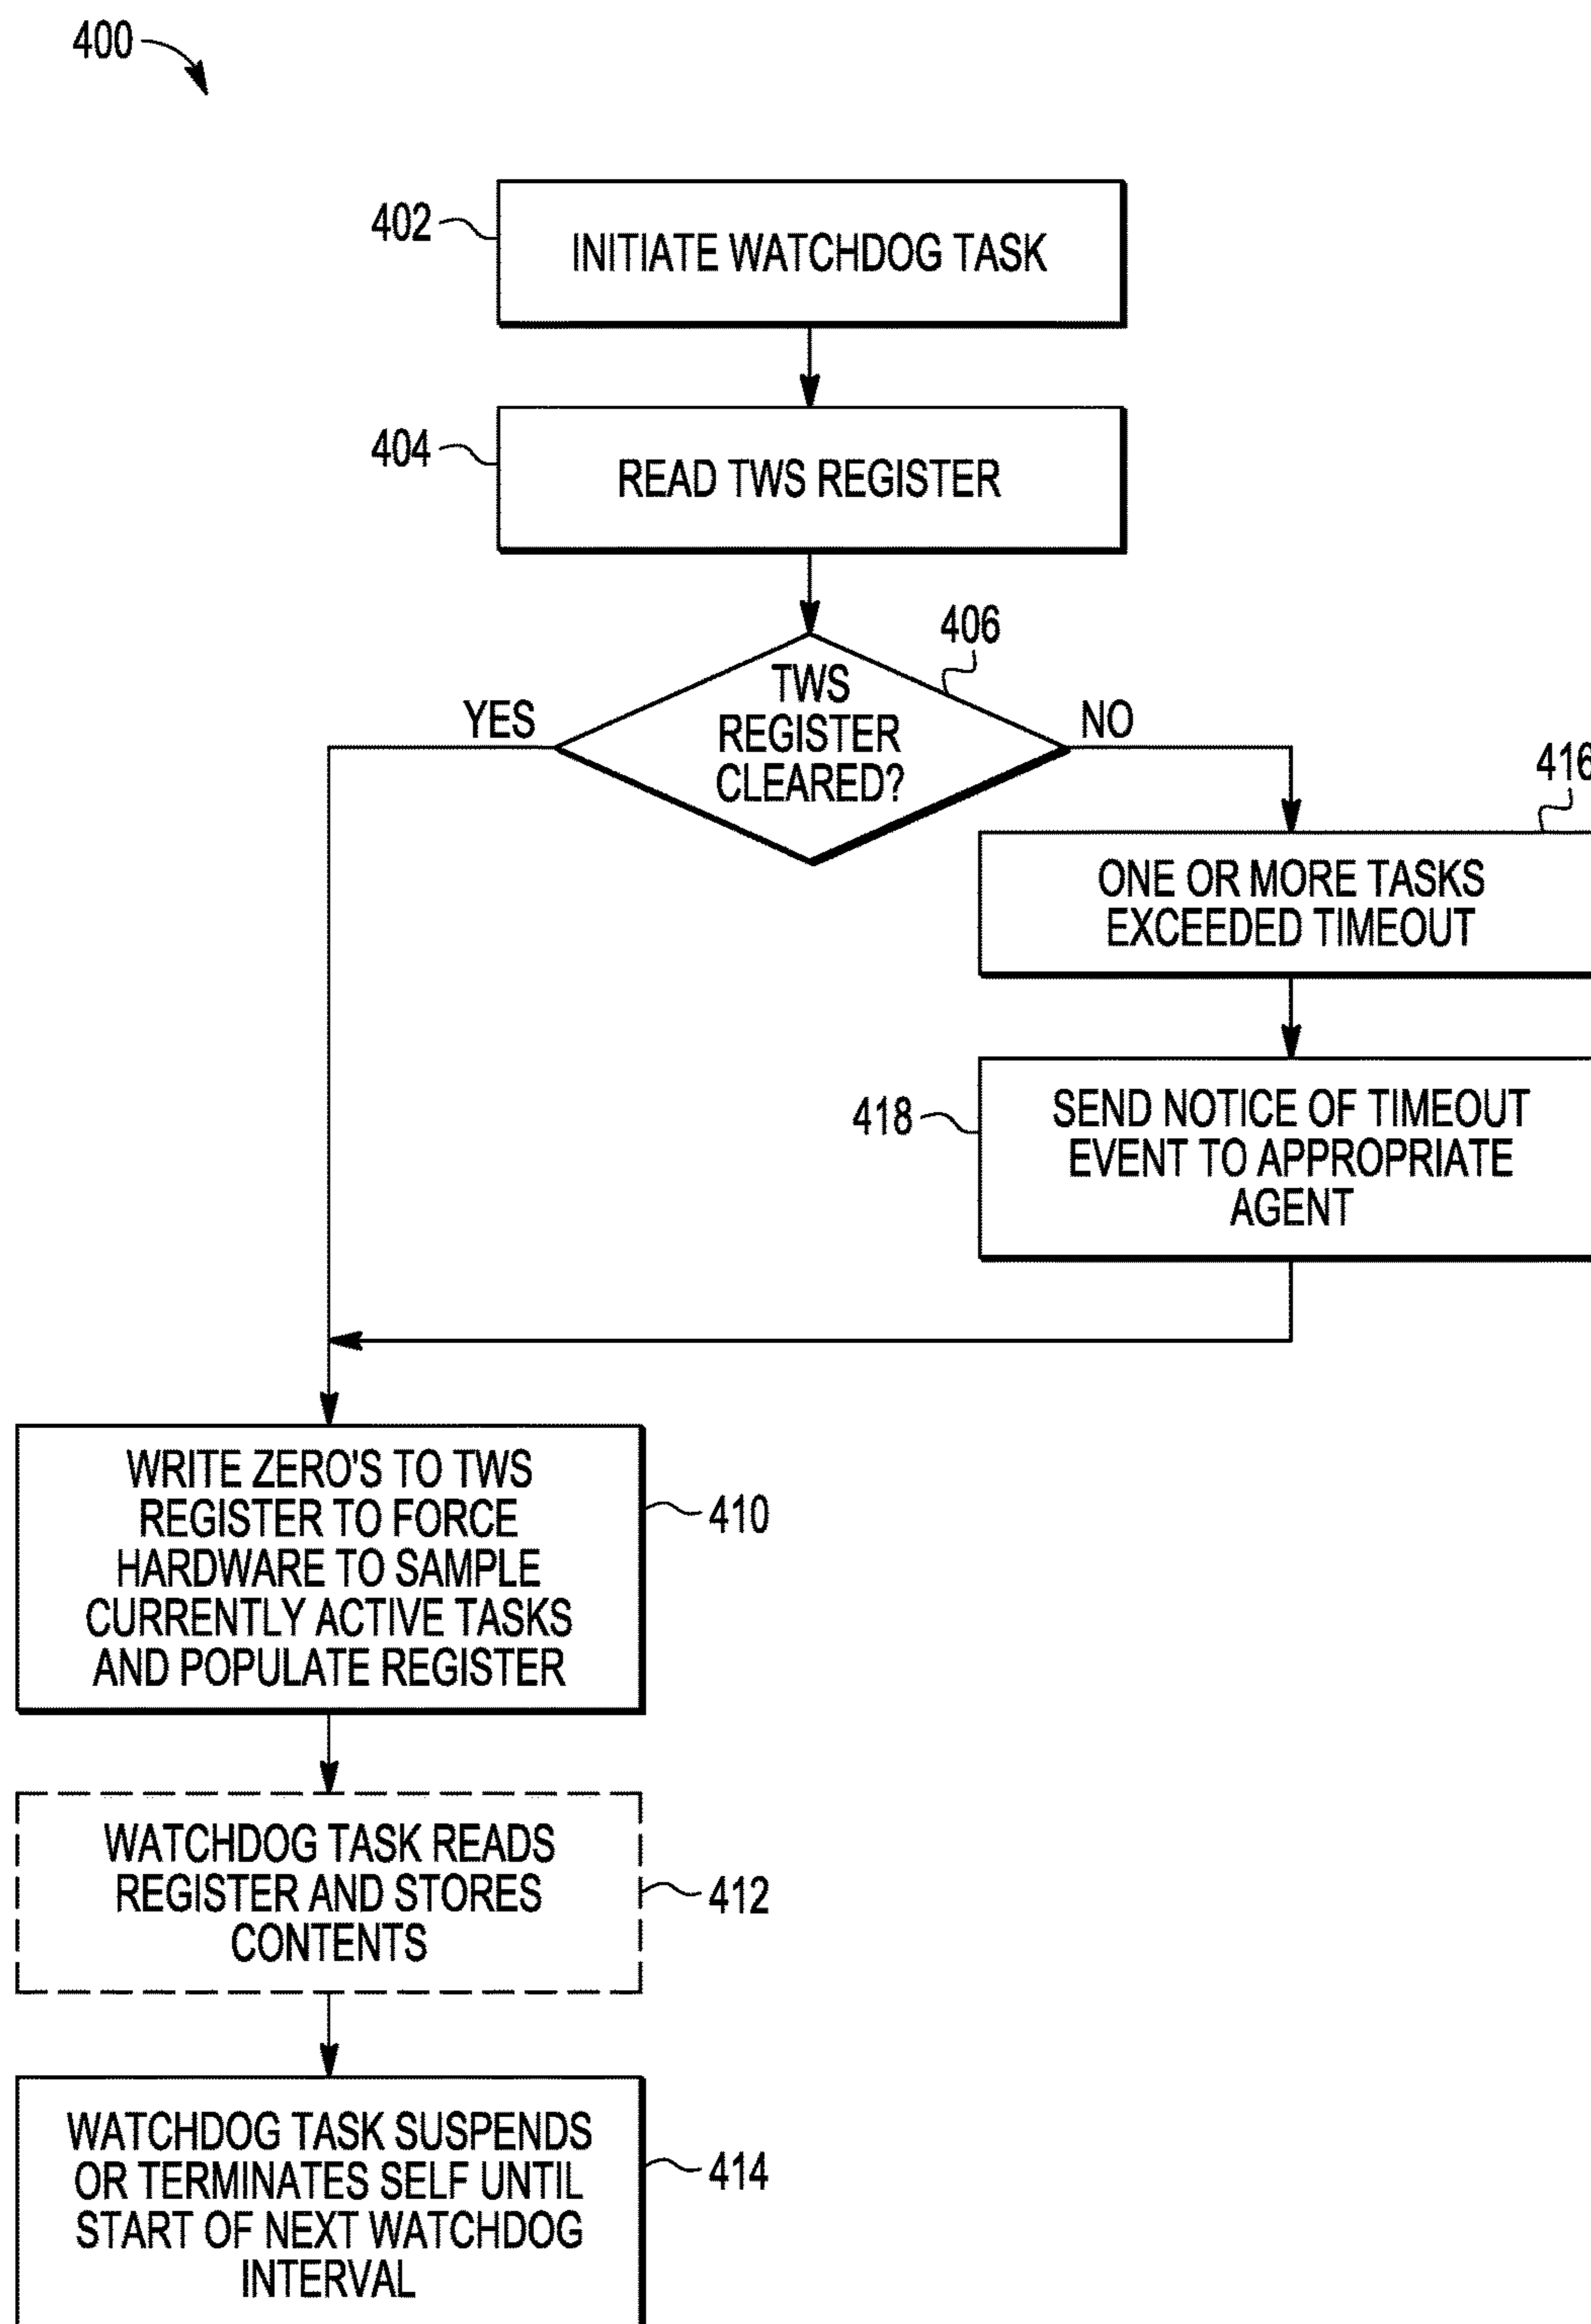 400
402
INITIATE WATCHDOG TASK
404
READ TWS REGISTER
406
TWS
REGISTER
CLEARED?
YES
NO
416
ONE OR MORE TASKS
EXCEEDED TIMEOUT
418
SEND NOTICE OF TIMEOUT
EVENT TO APPROPRIATE
AGENT
WRITE ZERO'S TO TWS
REGISTER TO FORCE
HARDWARE TO SAMPLE
CURRENTLY ACTIVE TASKS
AND POPULATE REGISTER
410
WATCHDOG TASK READS
REGISTER AND STORES
CONTENTS
412
WATCHDOG TASK SUSPENDS
OR TERMINATES SELF UNTIL
START OF NEXT WATCHDOG
INTERVAL
414